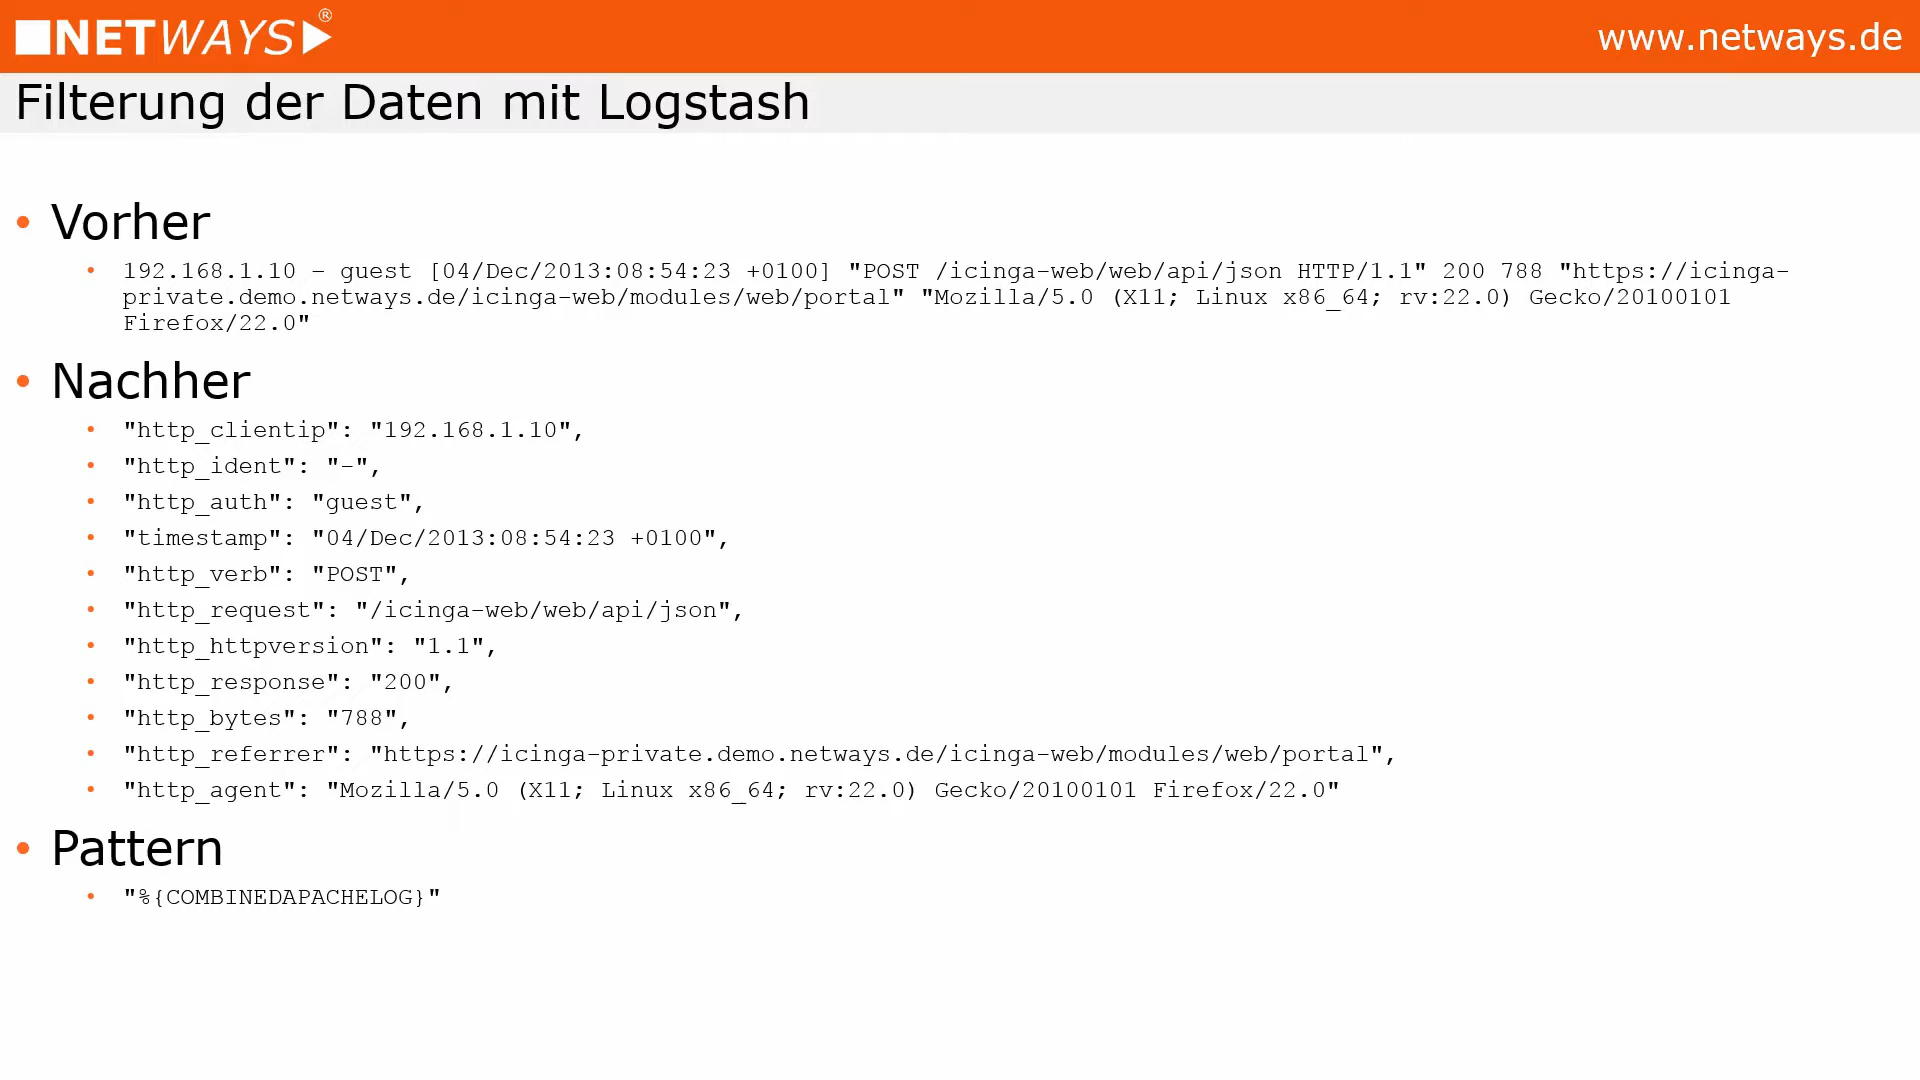 NETWAYS®
www.netways.de
Filterung der Daten mit Logstash
• Vorher
• 192.168.1.10 - guest [04/Dec/2013:08:54:23 +0100] "POST /icinga-web/web/api/json HTTP/1.1" 200 788 "https://icinga-
private.demo.netways.de/icinga-web/modules/web/portal" "Mozilla/5.0 (X11; Linux x86_64; rv:22.0) Gecko/20100101
Firefox/22.0"
• Nachher
• "http_clientip": "192.168.1.10",
• "http_ident": "-",
• "http_auth": "guest",
• "timestamp": "04/Dec/2013:08:54:23 +0100",
• "http_verb": "POST",
• "http_request": "/icinga-web/web/api/json",
• "http_httpversion": "1.1",
• "http_response": "200",
• "http_bytes": "788",
• "http_referrer": "https://icinga-private.demo.netways.de/icinga-web/modules/web/portal",
• "http_agent": "Mozilla/5.0 (X11; Linux x86_64; rv:22.0) Gecko/20100101 Firefox/22.0"
• Pattern
• "%{COMBINEDAPACHELOG}"